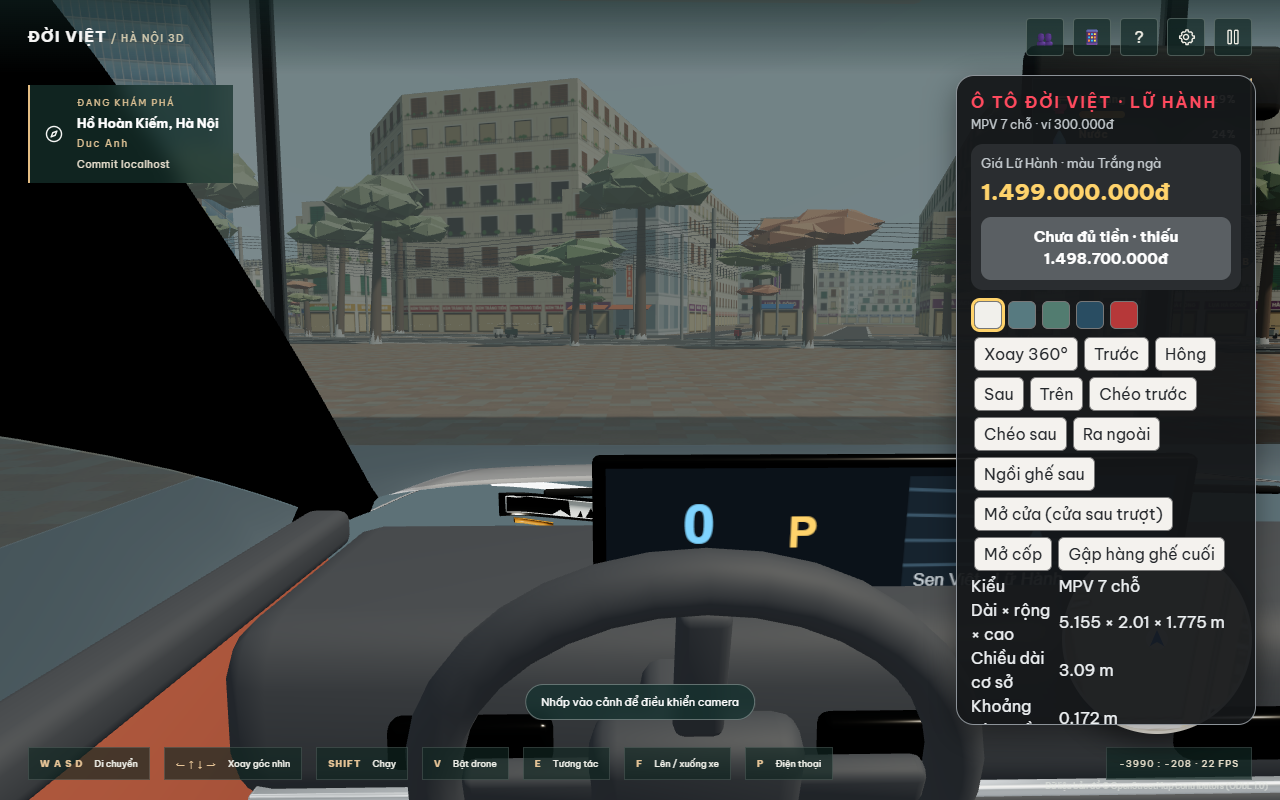 ĐỜI VIỆT / HÀ NỘI 3D
?
ĐANG KHÁM PHÁ
Hồ Hoàn Kiếm, Hà Nội
Duc Anh
Commit localhost
Ô TÔ ĐỜI VIỆT · LỮ HÀNH
MPV 7 chỗ · ví 300.000đ
Giá Lữ Hành · màu Trắng ngà
1.499.000.000đ
Chưa đủ tiền · thiếu
1.498.700.000đ
Xoay 360° Trước Hông
Sau Trên Chéo trước
Chéo sau Ra ngoài
Ngồi ghế sau
Mở cửa (cửa sau trượt)
Mở cốp Gập hàng ghế cuối
Kiểu MPV 7 chỗ
Dài × rộng × cao 5.155 × 2.01 × 1.775 m
Chiều dài cơ sở 3.09 m
Khoảng 0.172 m
0 P
Nhấp vào cảnh để điều khiển camera
W A S D Di chuyển
←↑↓→ Xoay góc nhìn
SHIFT Chạy
V Bật drone
E Tương tác
F Lên / xuống xe
P Điện thoại
-3990 : -208 · 22 FPS